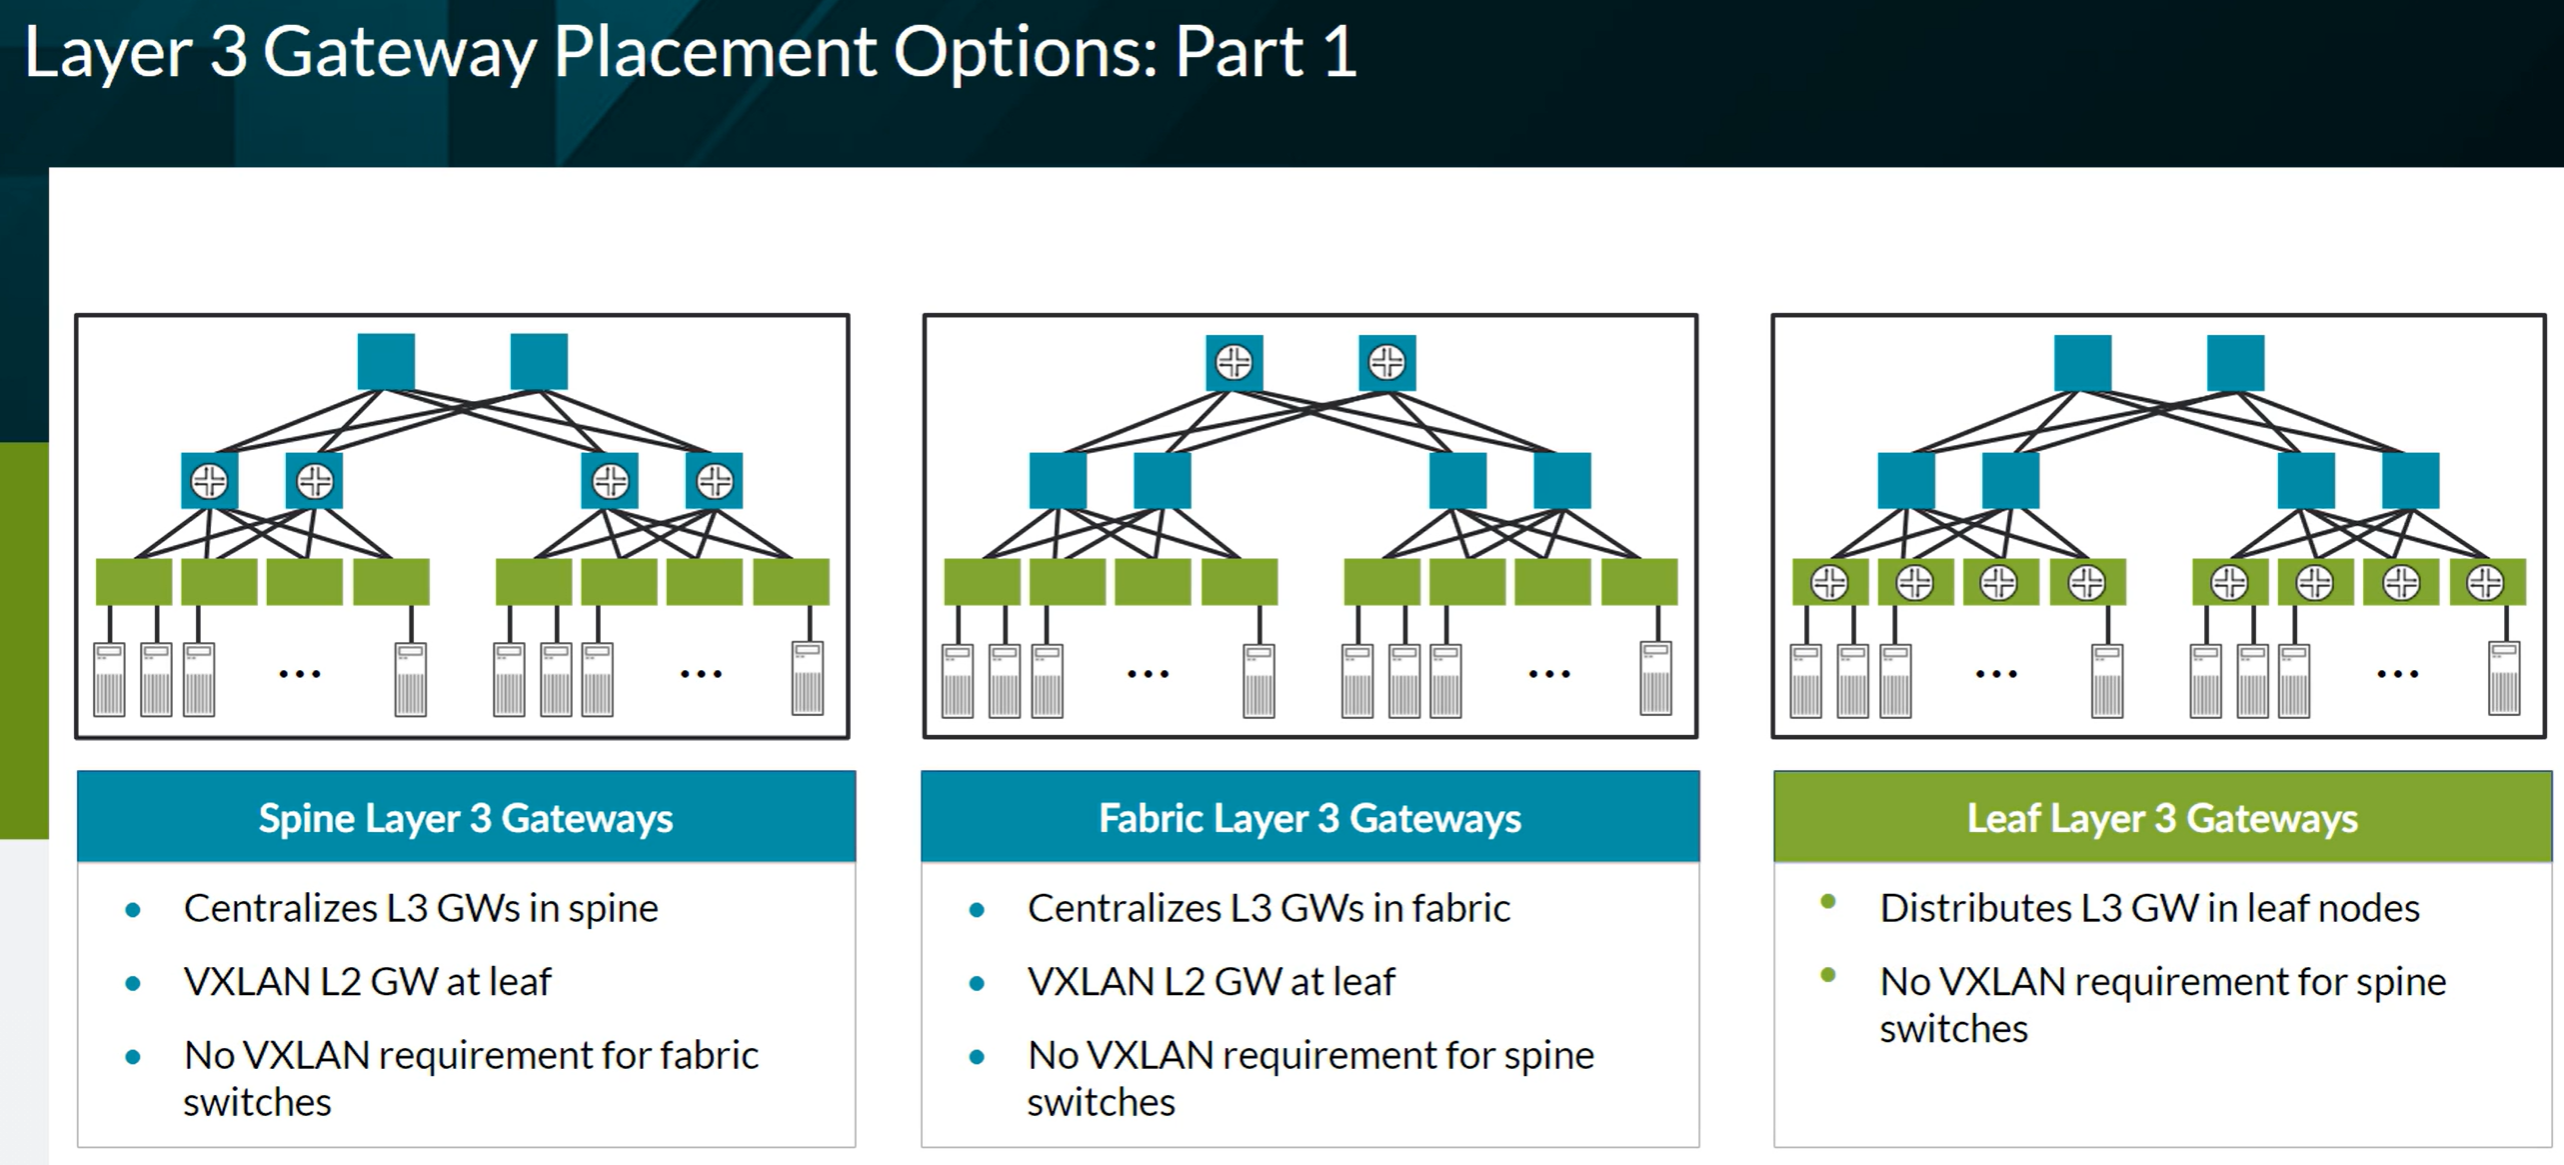 Layer 3 Gateway Placement Options: Part 1
Spine Layer 3 Gateways
• Centralizes L3 GWs in spine
• VXLAN L2 GW at leaf
• No VXLAN requirement for fabric
switches
Fabric Layer 3 Gateways
• Centralizes L3 GWs in fabric
• VXLAN L2 GW at leaf
• No VXLAN requirement for spine
switches
Leaf Layer 3 Gateways
• Distributes L3 GW in leaf nodes
• No VXLAN requirement for spine
switches